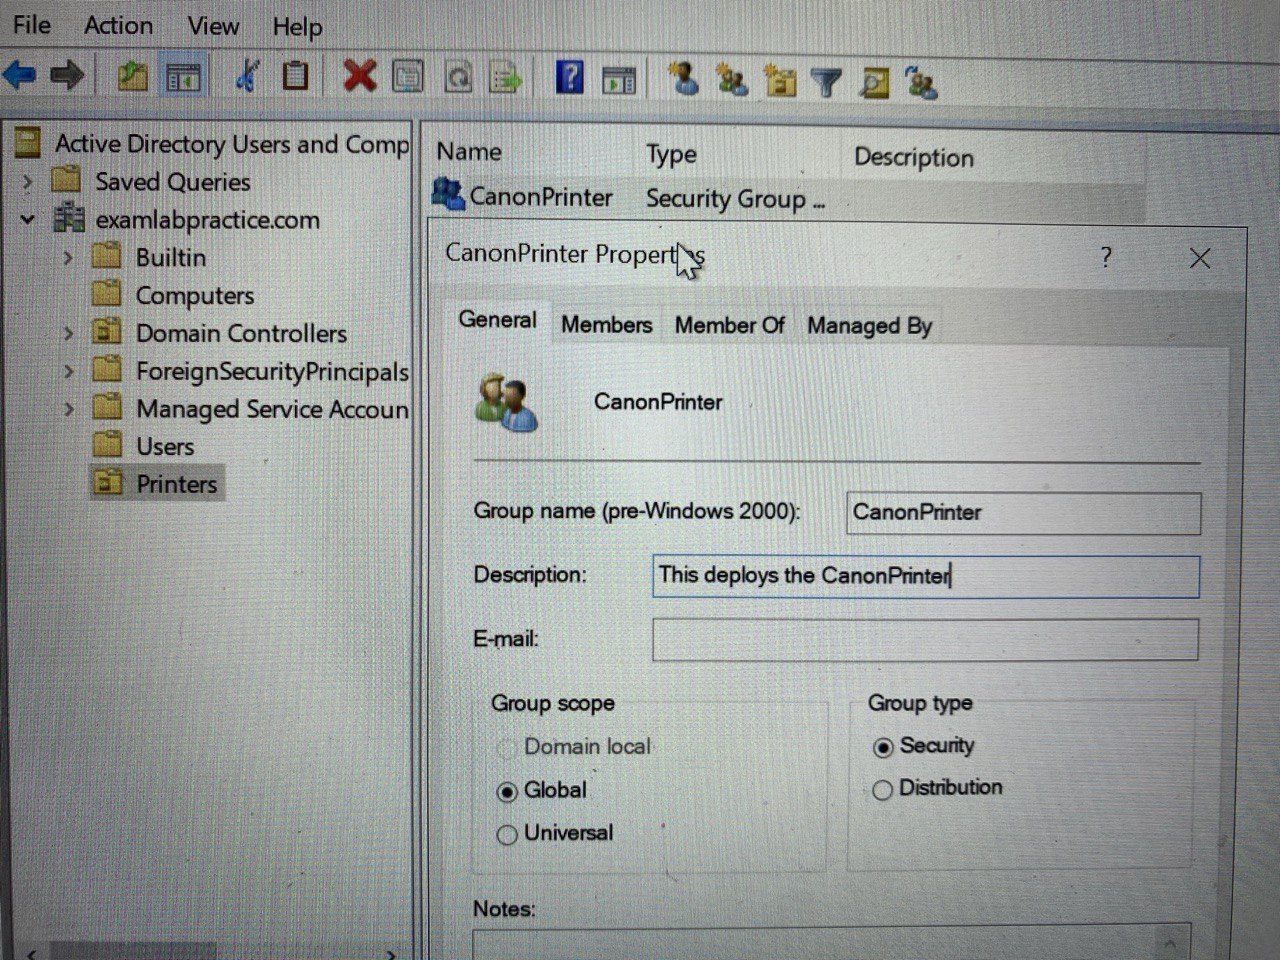 File Action View Help
Active Directory Users and Comp
Saved Queries
examlabpractice.com
Builtin
Computers
Domain Controllers
ForeignSecurityPrincipals
Managed Service Accoun
Users
Printers
Name Type Description
CanonPrinter Security Group ...
CanonPrinter Properties ?
General Members Member Of Managed By
CanonPrinter
Group name (pre-Windows 2000): CanonPrinter
Description: This deploys the CanonPrinter
E-mail:
Group scope Group type
Domain local Security
Global Distribution
Universal
Notes: